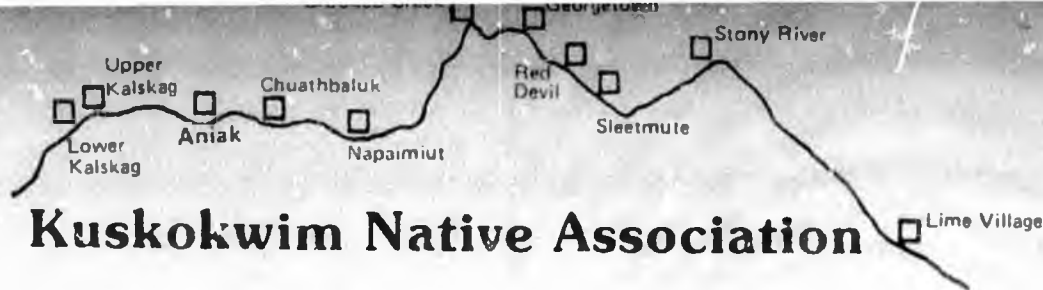 Georgetown
Stony River
Upper
Kalskag
Chuathbaluk
Red
Devil
Aniak
Sleetmute
Lower
Kalskag
Napaimiut
Lime Village
Kuskokwim Native Association